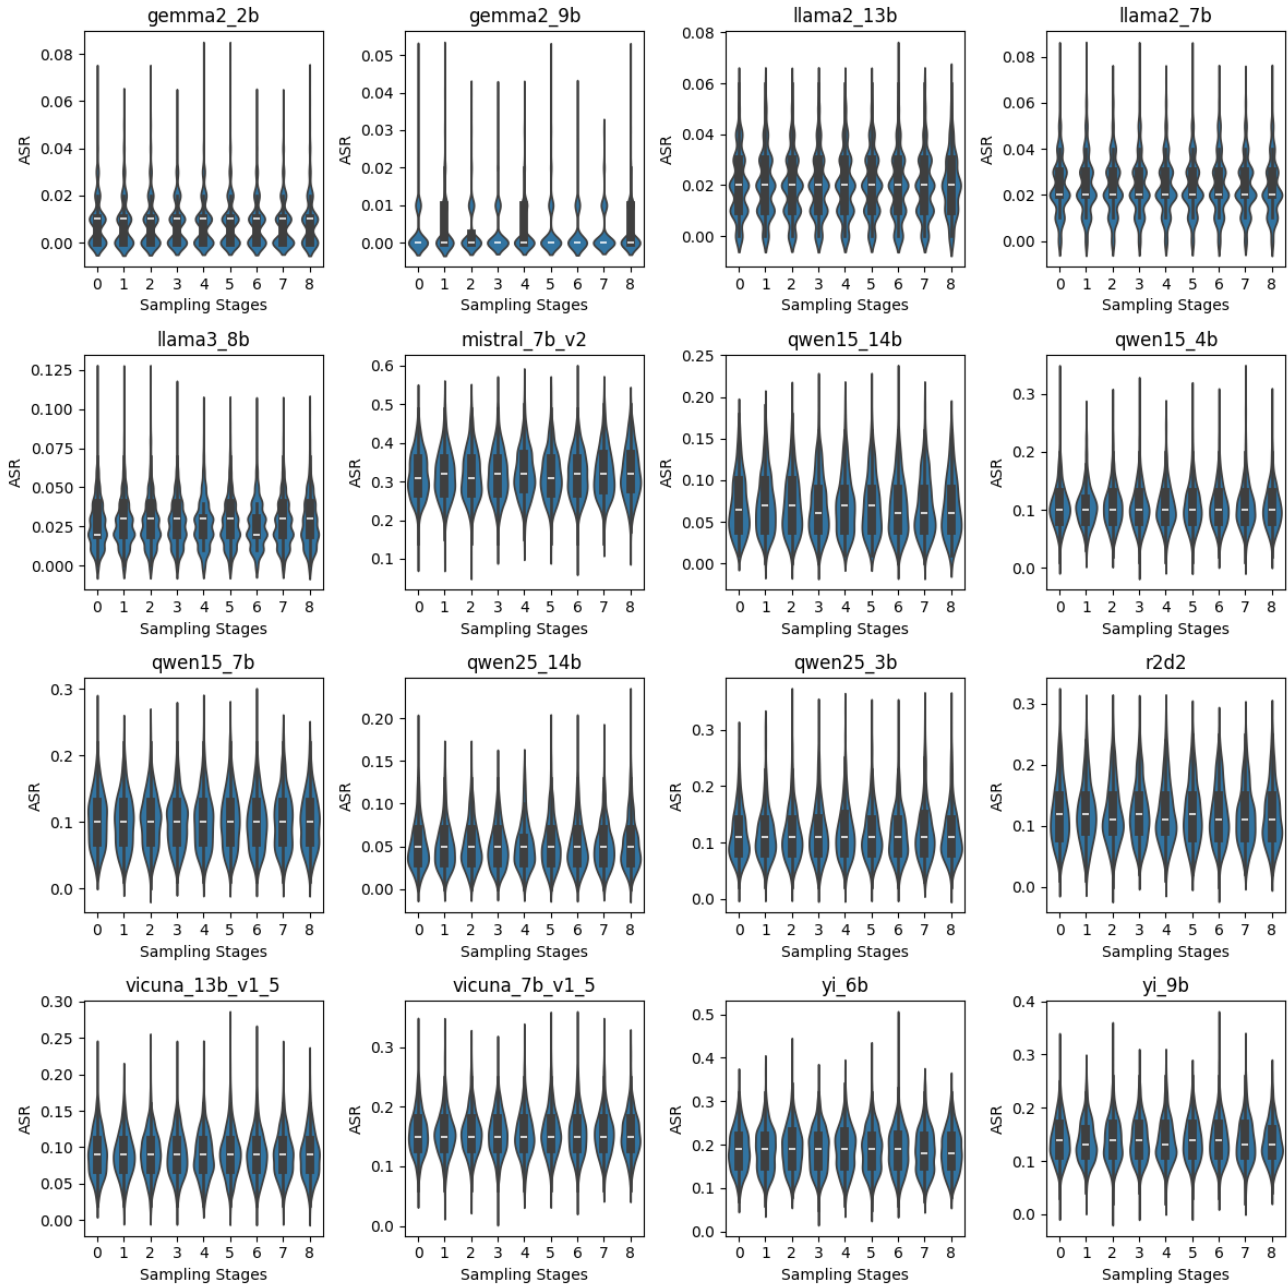 gemma2_2b
ASR
0.08
0.06
0.04
0.02
0.00
0 1 2 3 4 5 6 7 8
Sampling Stages
gemma2_9b
ASR
0.05
0.04
0.03
0.02
0.01
0.00
0 1 2 3 4 5 6 7 8
Sampling Stages
llama2_13b
ASR
0.08
0.06
0.04
0.02
0.00
0 1 2 3 4 5 6 7 8
Sampling Stages
llama2_7b
ASR
0.08
0.06
0.04
0.02
0.00
0 1 2 3 4 5 6 7 8
Sampling Stages
llama3_8b
ASR
0.125
0.100
0.075
0.050
0.025
0.000
0 1 2 3 4 5 6 7 8
Sampling Stages
mistral_7b_v2
ASR
0.6
0.5
0.4
0.3
0.2
0.1
0 1 2 3 4 5 6 7 8
Sampling Stages
qwen15_14b
ASR
0.25
0.20
0.15
0.10
0.05
0.00
0 1 2 3 4 5 6 7 8
Sampling Stages
qwen15_4b
ASR
0.3
0.2
0.1
0.0
0 1 2 3 4 5 6 7 8
Sampling Stages
qwen15_7b
ASR
0.3
0.2
0.1
0.0
0 1 2 3 4 5 6 7 8
Sampling Stages
qwen25_14b
ASR
0.20
0.15
0.10
0.05
0.00
0 1 2 3 4 5 6 7 8
Sampling Stages
qwen25_3b
ASR
0.3
0.2
0.1
0.0
0 1 2 3 4 5 6 7 8
Sampling Stages
r2d2
ASR
0.3
0.2
0.1
0.0
0 1 2 3 4 5 6 7 8
Sampling Stages
vicuna_13b_v1_5
ASR
0.30
0.25
0.20
0.15
0.10
0.05
0.00
0 1 2 3 4 5 6 7 8
Sampling Stages
vicuna_7b_v1_5
ASR
0.3
0.2
0.1
0.0
0 1 2 3 4 5 6 7 8
Sampling Stages
yi_6b
ASR
0.5
0.4
0.3
0.2
0.1
0.0
0 1 2 3 4 5 6 7 8
Sampling Stages
yi_9b
ASR
0.4
0.3
0.2
0.1
0.0
0 1 2 3 4 5 6 7 8
Sampling Stages